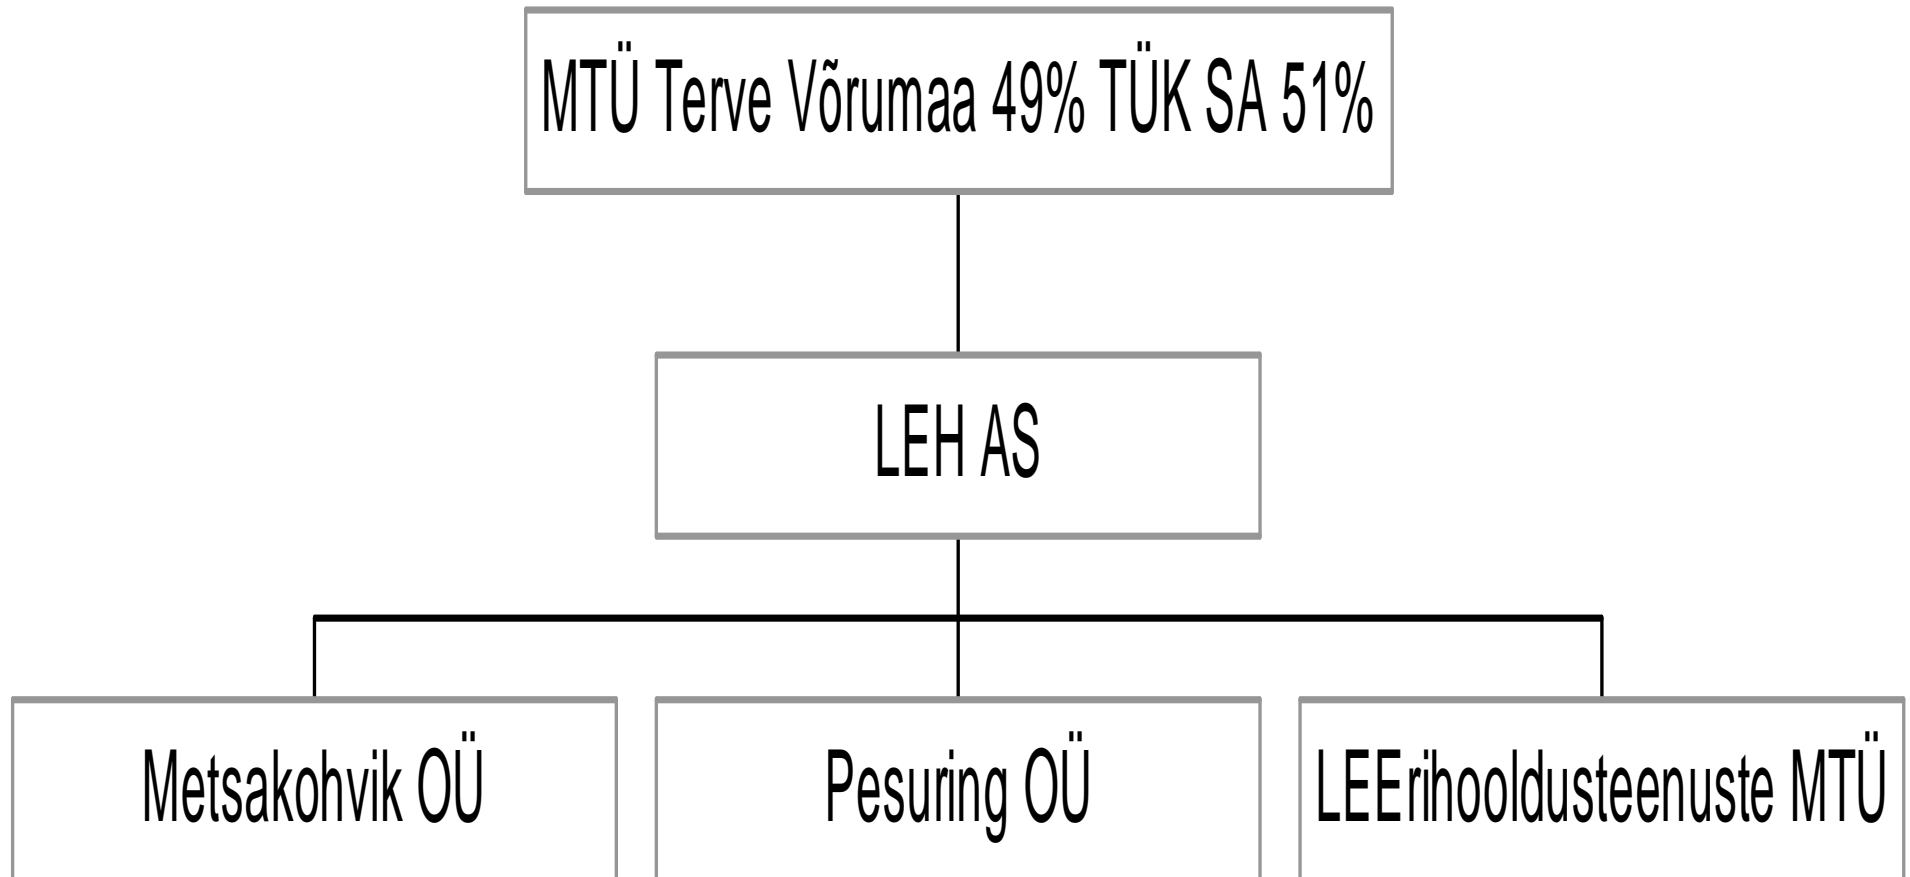 MTÜ Terve Võrumaa 49% TÜK SA 51%
LEH AS
Metsakohvik OÜ
Pesuring OÜ
LEErihooldusteenuste MTÜ